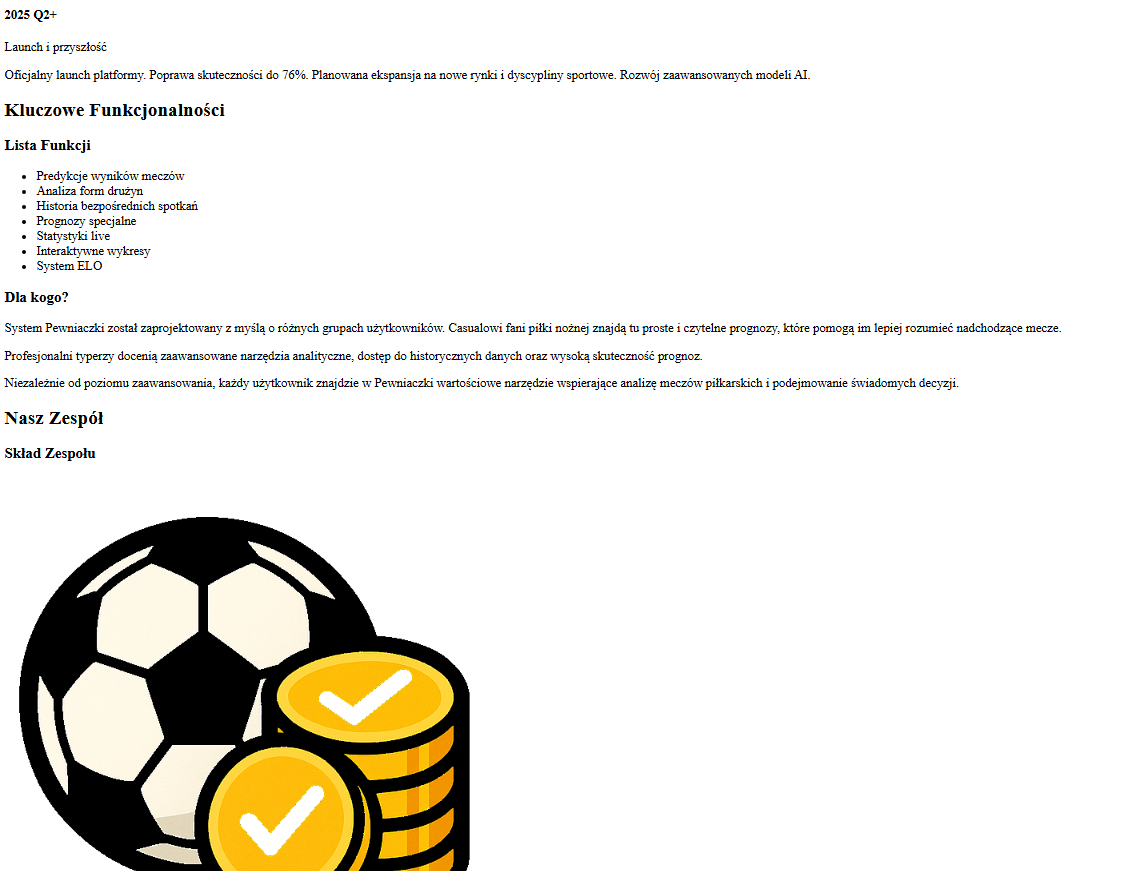 2025 Q2+
Launch i przyszłość
Oficjalny launch platformy. Poprawa skuteczności do 76%. Planowana ekspansja na nowe rynki i dyscypliny sportowe. Rozwój zaawansowanych modeli AI.
Kluczowe Funkcjonalności
Lista Funkcji
Predykcje wyników meczów
Analiza form drużyn
Historia bezpośrednich spotkań
Prognozy specjalne
Statystyki live
Interaktywne wykresy
System ELO
Dla kogo?
System Pewniaczki został zaprojektowany z myślą o różnych grupach użytkowników. Casualowi fani piłki nożnej znajdą tu proste i czytelne prognozy, które pomogą im lepiej rozumieć nadchodzące mecze.
Profesjonalni typerzy docenią zaawansowane narzędzia analityczne, dostęp do historycznych danych oraz wysoką skuteczność prognoz.
Niezależnie od poziomu zaawansowania, każdy użytkownik znajdzie w Pewniaczki wartościowe narzędzie wspierające analizę meczów piłkarskich i podejmowanie świadomych decyzji.
Nasz Zespół
Skład Zespołu